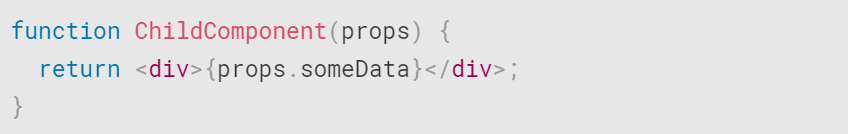 function ChildComponent(props) {
  return <div>{props.someData}</div>;
}